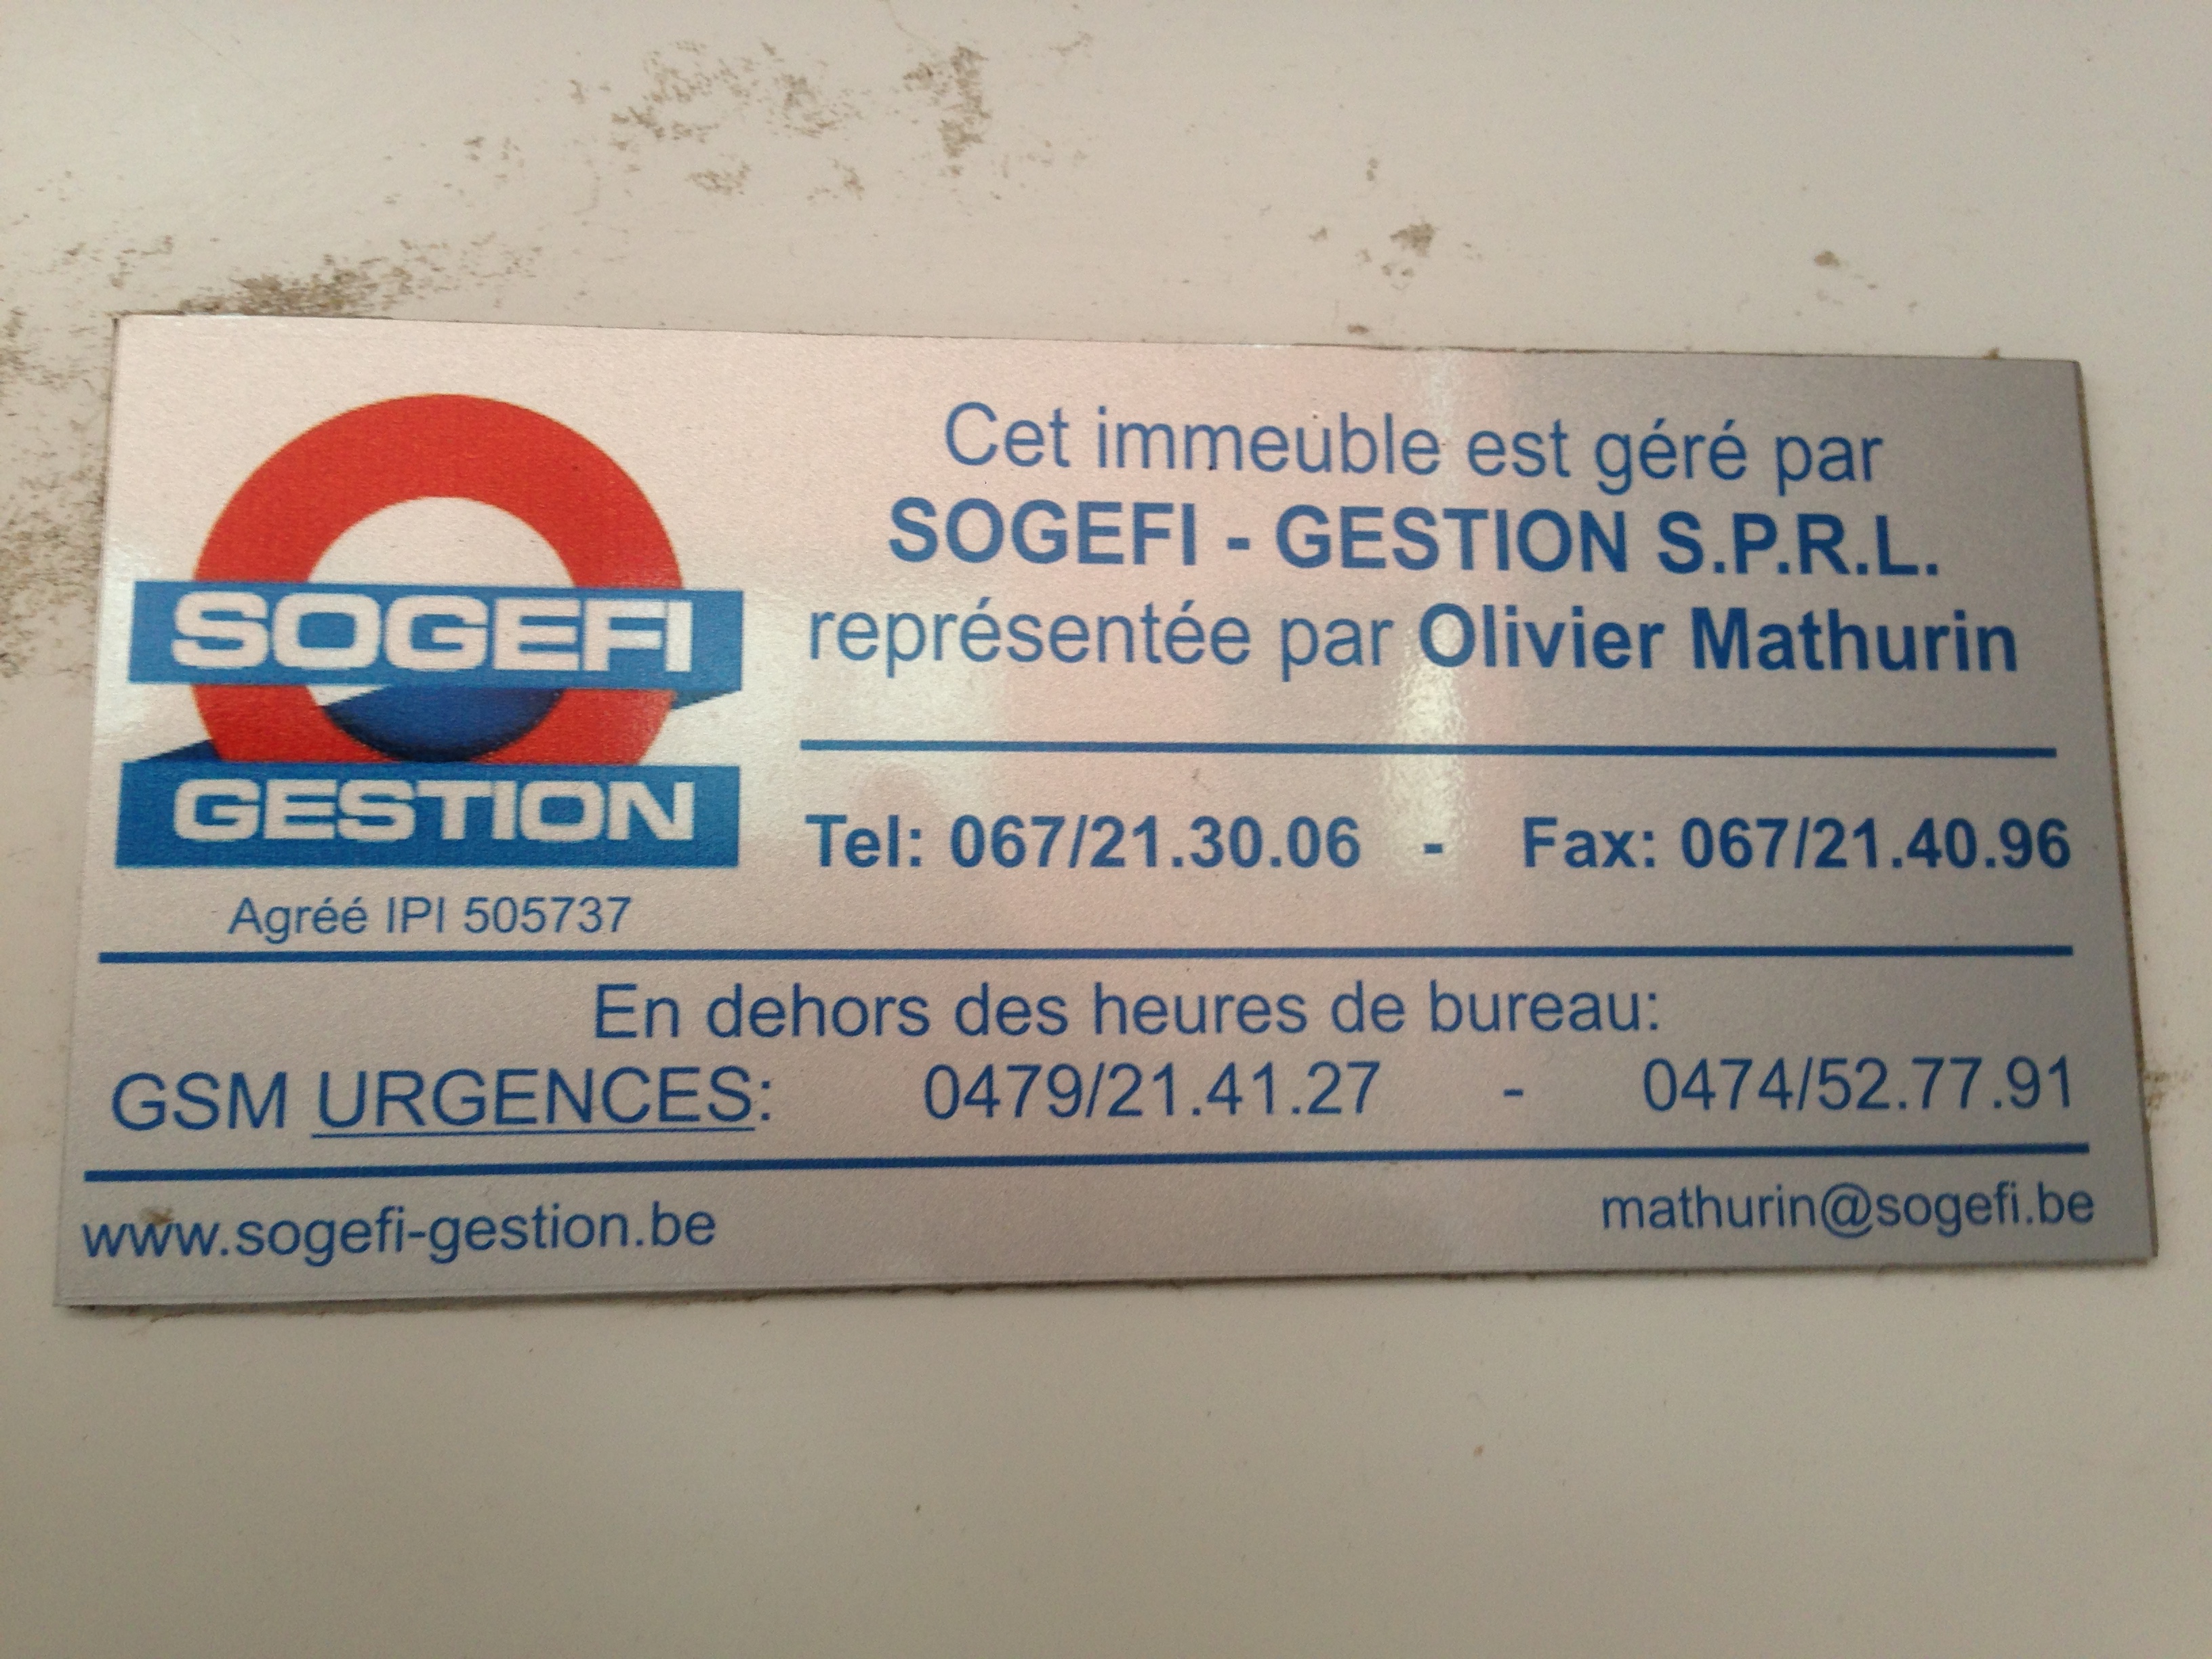 SOGEFI
GESTION
Agréé IPI 505737
Cet immeuble est géré par
SOGEFI - GESTION S.P.R.L.
représentée par Olivier Mathurin
Tel: 067/21.30.06 - Fax: 067/21.40.96
En dehors des heures de bureau:
GSM URGENCES: 0479/21.41.27 - 0474/52.77.91
www.sogefi-gestion.be mathurin@sogefi.be